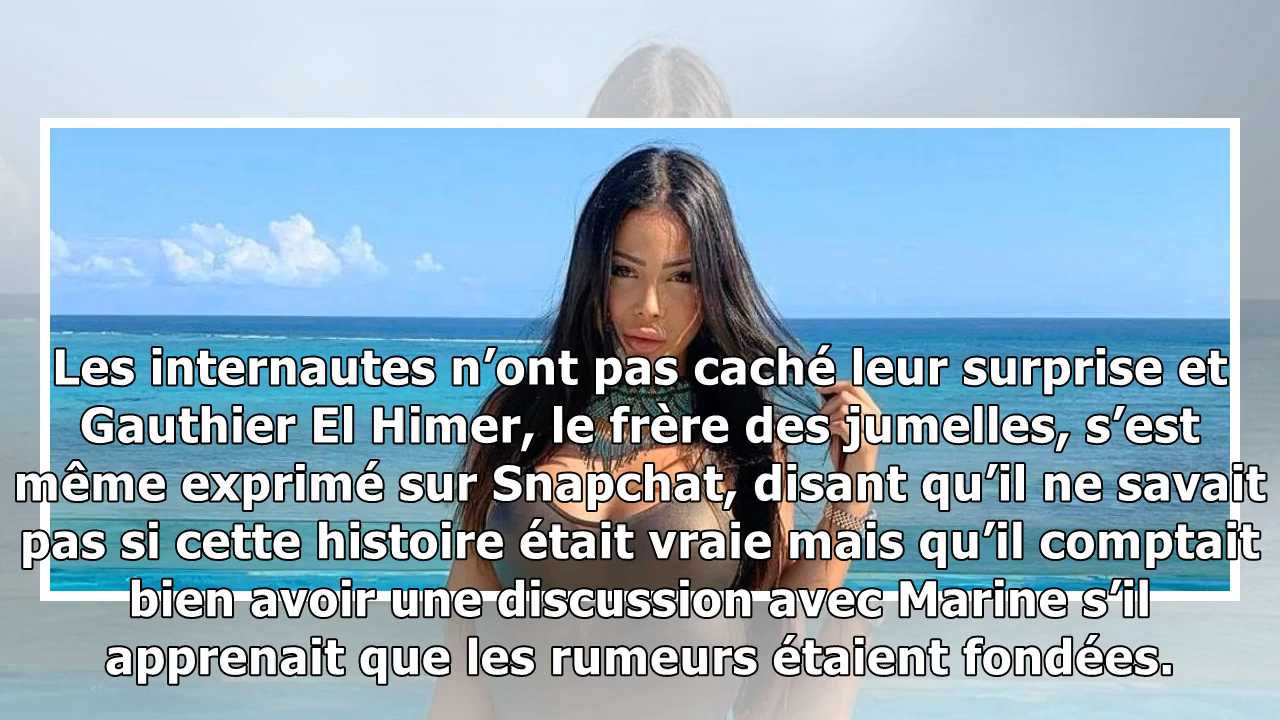 Les internautes n’ont pas caché leur surprise et
Gauthier El Himer, le frère des jumelles, s’est
même exprimé sur Snapchat, disant qu’il ne savait
pas si cette histoire était vraie mais qu’il comptait
bien avoir une discussion avec Marine s’il
apprenait que les rumeurs étaient fondées.